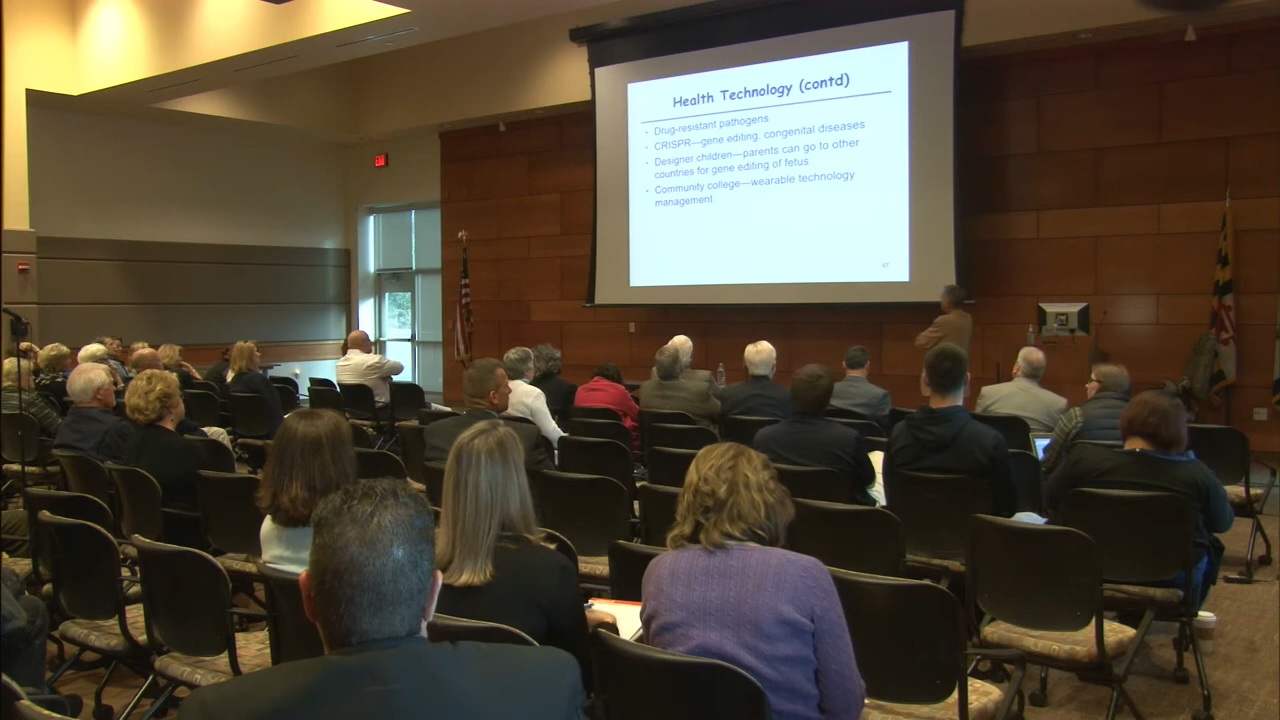 Health Technology (contd)
• Drug-resistant pathogens
• CRISPR—gene editing, congenital diseases
• Designer children—parents can go to other
countries for gene editing of fetus
• Community college—wearable technology
management
EXIT